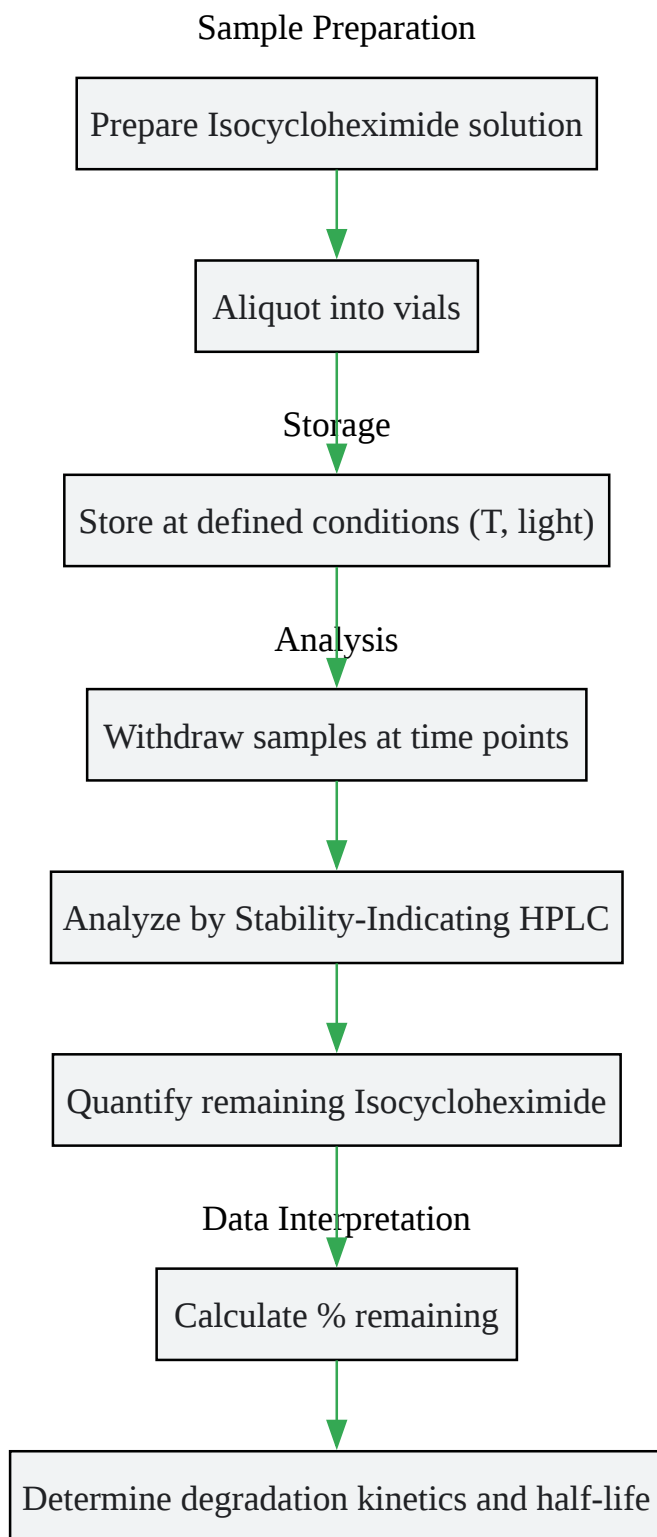 Sample Preparation
Prepare Isocycloheximide solution
Aliquot into vials
Storage
Store at defined conditions (T, light)
Analysis
Withdraw samples at time points
Analyze by Stability-Indicating HPLC
Quantify remaining Isocycloheximide
Data Interpretation
Calculate % remaining
Determine degradation kinetics and half-life